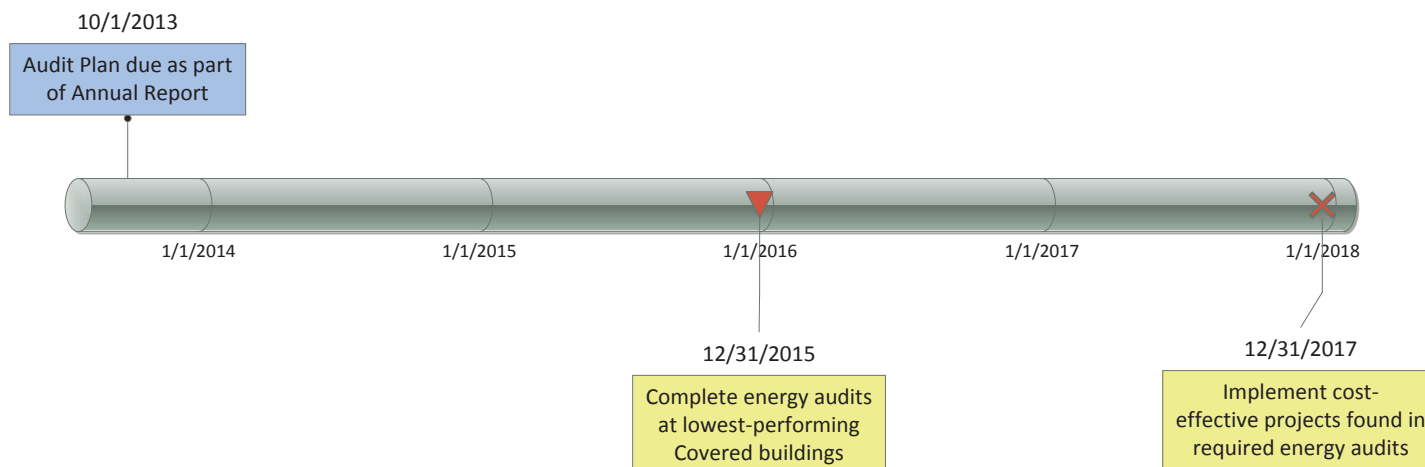 10/1/2013
Audit Plan due as part
of Annual Report
1/1/2014
1/1/2015
1/1/2016
1/1/2017
1/1/2018
12/31/2015
Complete energy audits
at lowest-performing
Covered buildings
12/31/2017
Implement cost-
effective projects found in
required energy audits